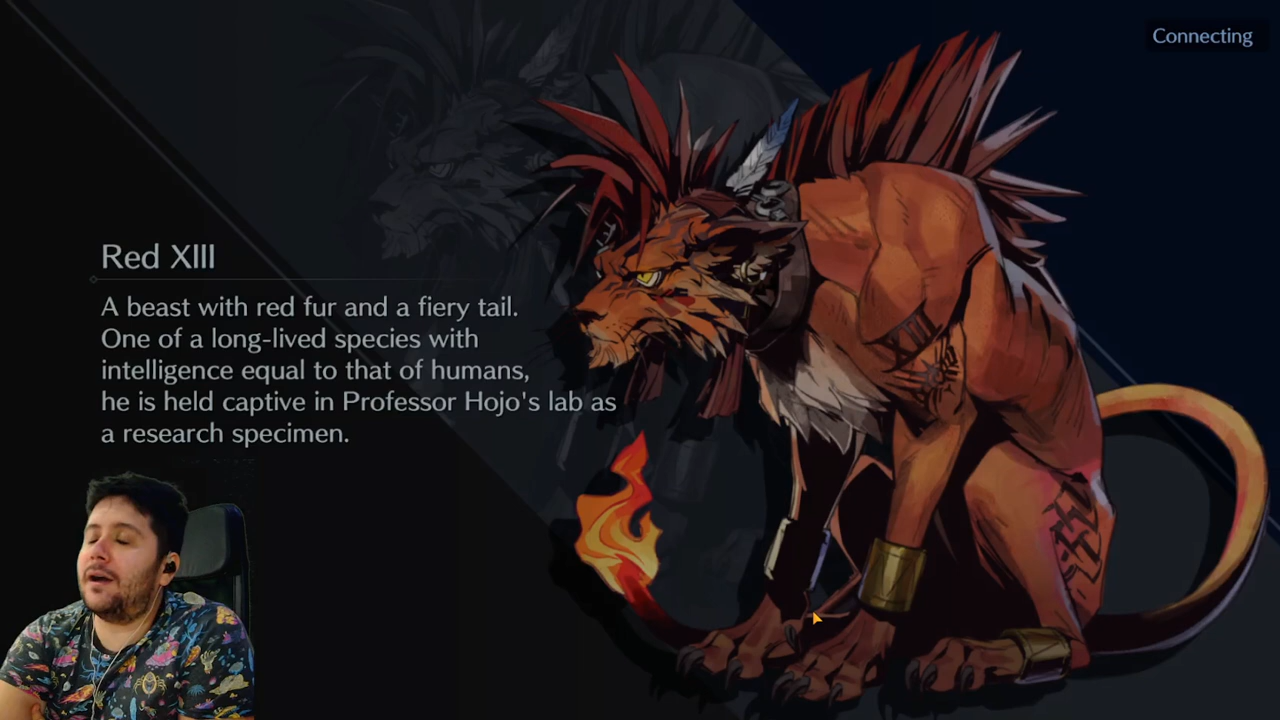 Connecting
Red XIII
A beast with red fur and a fiery tail.
One of a long-lived species with
intelligence equal to that of humans,
he is held captive in Professor Hojo's lab as
a research specimen.
XIII